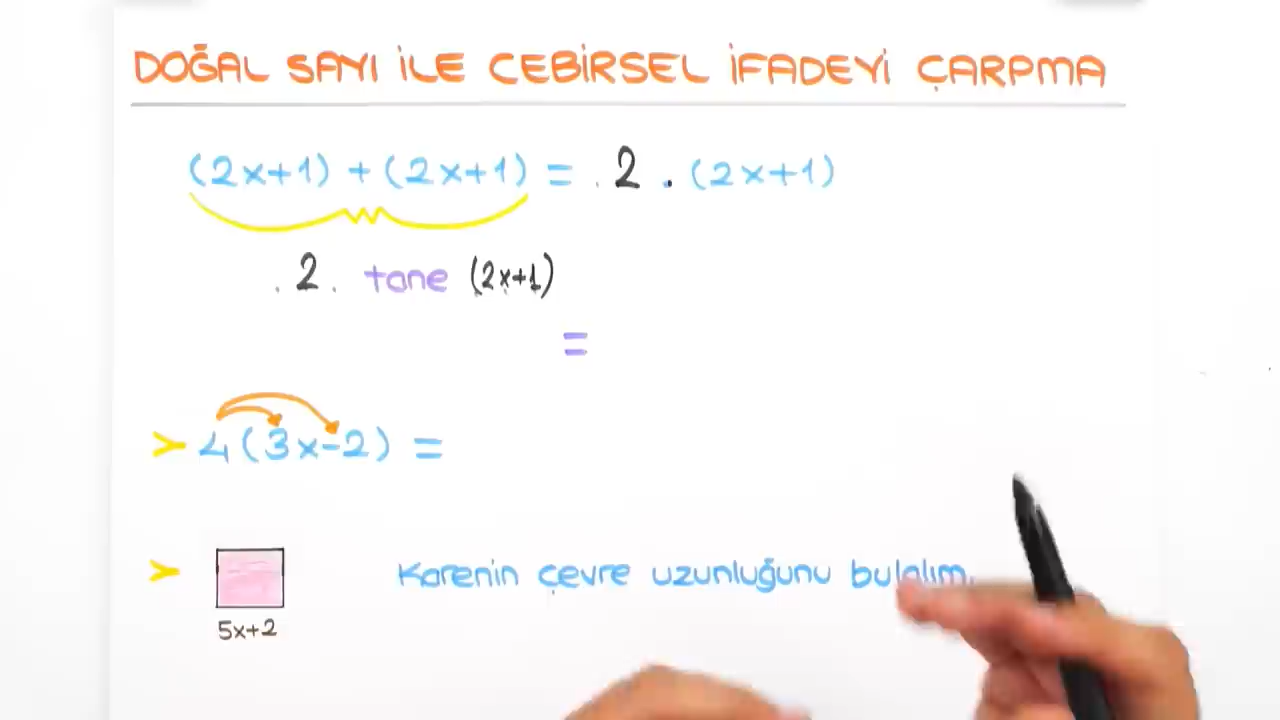 DOĞAL SAYI İLE CEBİRSEL İFADEYİ ÇARPMA
(2x+1) + (2x+1) = .2. (2x+1)
.2. tane (2x+1)
=
➤ 4(3x-2) =
➤ Karenin çevre uzunluğunu bulalım.
5x+2